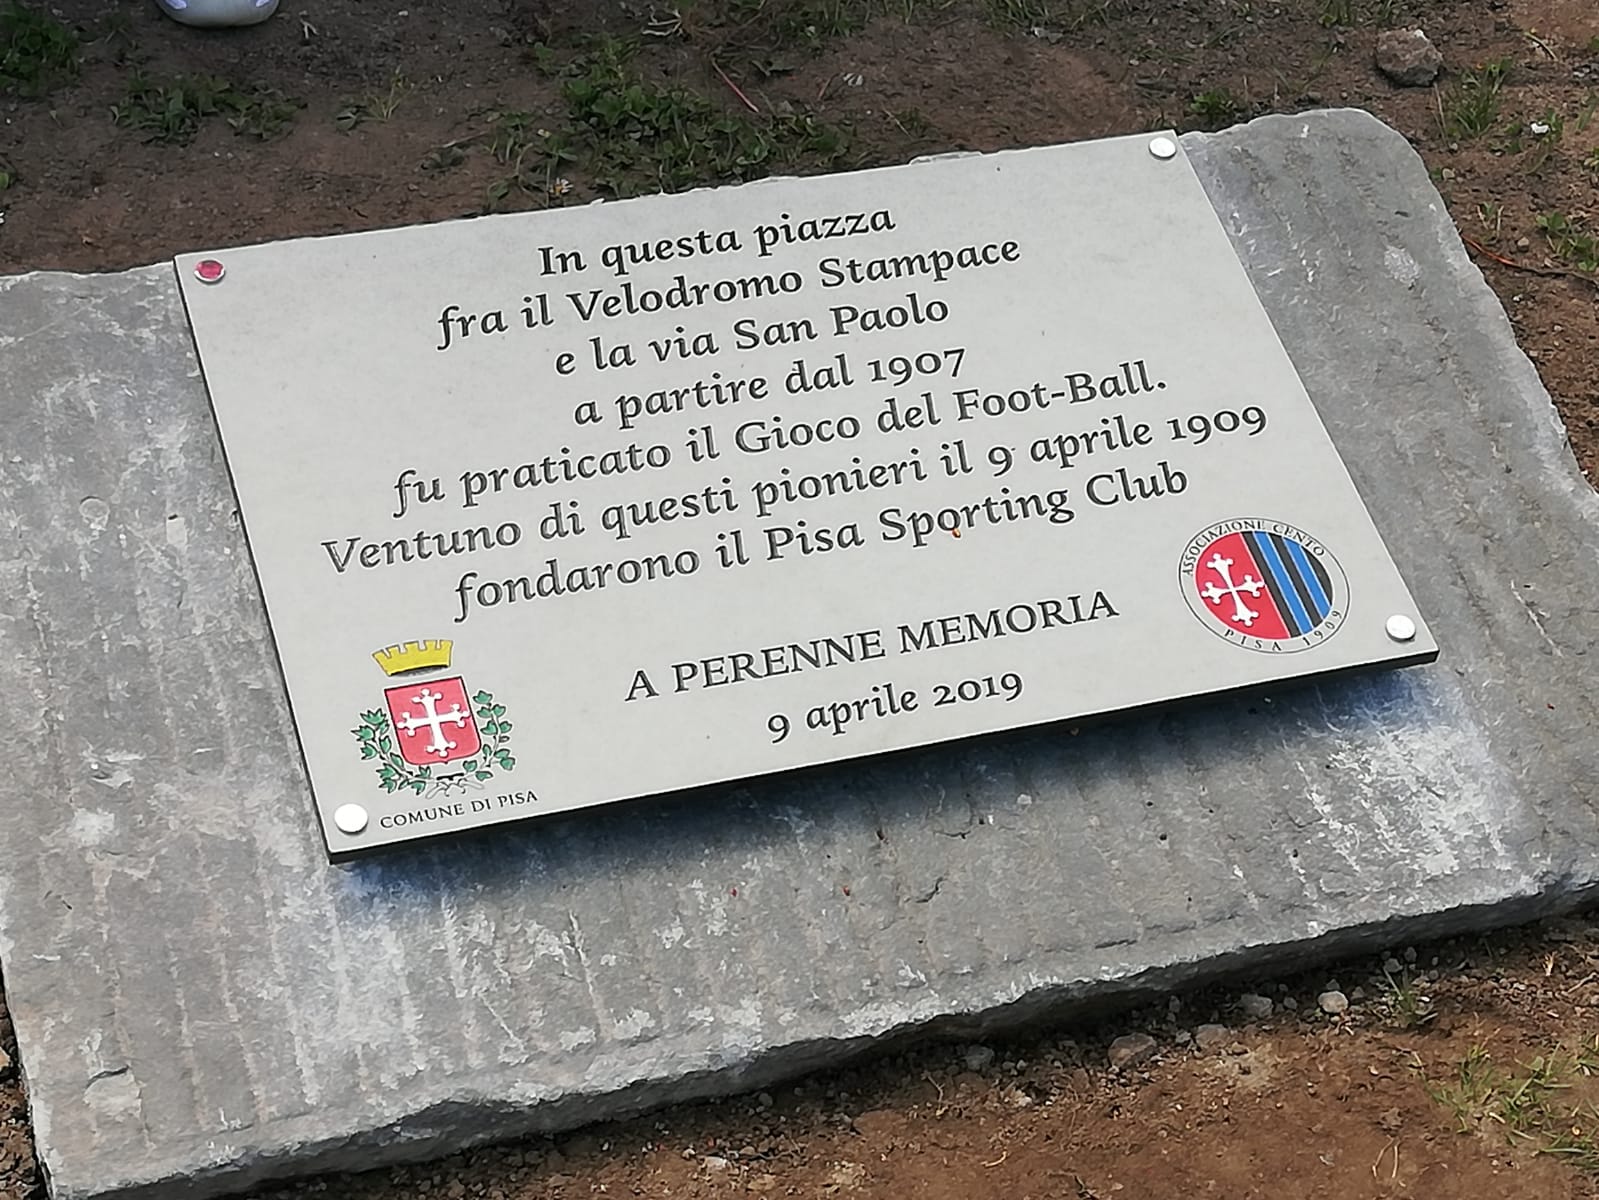 In questa piazza
fra il Velodromo Stampace
e la via San Paolo
a partire dal 1907
fu praticato il Gioco del Foot-Ball.
Ventuno di questi pionieri il 9 aprile 1909
fondarono il Pisa Sporting Club
A PERENNE MEMORIA
9 aprile 2019
COMUNE DI PISA
ASSOCIAZIONE CENTO
PISA 1909